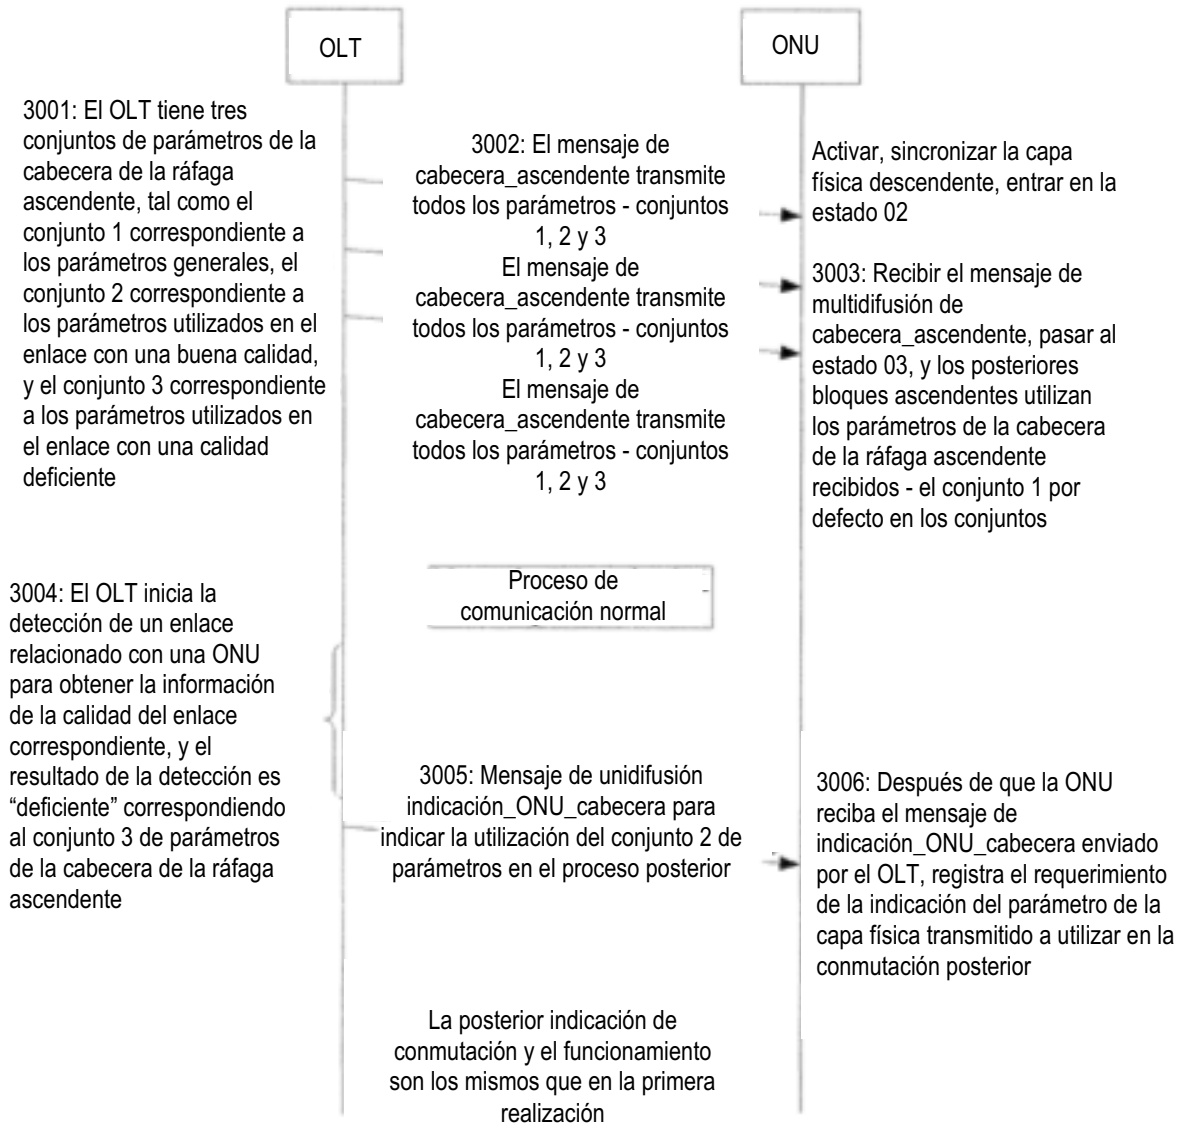 OLT
ONU
3001: El OLT tiene tres
conjuntos de parámetros de la
cabecera de la ráfaga
ascendente, tal como el
conjunto 1 correspondiente a
los parámetros generales, el
conjunto 2 correspondiente a
los parámetros utilizados en el
enlace con una buena calidad,
y el conjunto 3 correspondiente
a los parámetros utilizados en
el enlace con una calidad
deficiente
3002: El mensaje de
cabecera_ascendente transmite
todos los parámetros - conjuntos
1, 2 y 3
El mensaje de
cabecera_ascendente transmite
todos los parámetros - conjuntos
1, 2 y 3
El mensaje de
cabecera_ascendente transmite
todos los parámetros - conjuntos
1, 2 y 3
Activar, sincronizar la capa
física descendente, entrar en la
estado 02
3003: Recibir el mensaje de
multidifusión de
cabecera_ascendente, pasar al
estado 03, y los posteriores
bloques ascendentes utilizan
los parámetros de la cabecera
de la ráfaga ascendente
recibidos - el conjunto 1 por
defecto en los conjuntos
Proceso de
comunicación normal
3004: El OLT inicia la
detección de un enlace
relacionado con una ONU
para obtener la información
de la calidad del enlace
correspondiente, y el
resultado de la detección es
“deficiente” correspondiendo
al conjunto 3 de parámetros
de la cabecera de la ráfaga
ascendente
3005: Mensaje de unidifusión
indicación_ONU_cabecera para
indicar la utilización del conjunto 2 de
parámetros en el proceso posterior
3006: Después de que la ONU
reciba el mensaje de
indicación_ONU_cabecera enviado
por el OLT, registra el requerimiento
de la indicación del parámetro de la
capa física transmitido a utilizar en la
conmutación posterior
La posterior indicación de
conmutación y el funcionamiento
son los mismos que en la primera
realización